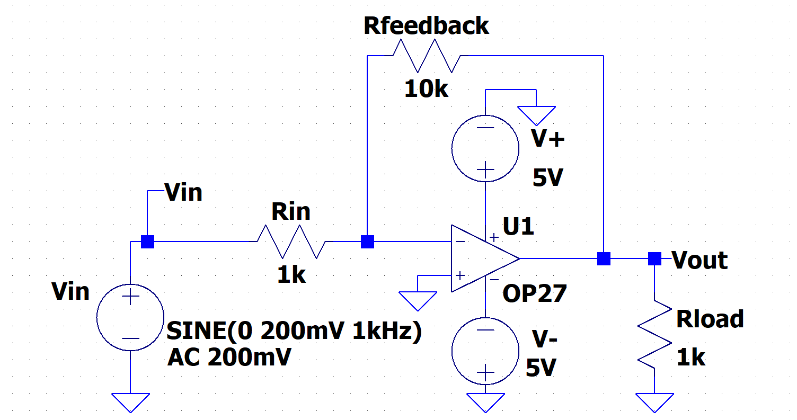 Rfeedback
10k
V+
5V
Vin
Rin
1k
U1
OP27
Vout
Vin
SINE(0 200mV 1kHz)
AC 200mV
V-
5V
Rload
1k